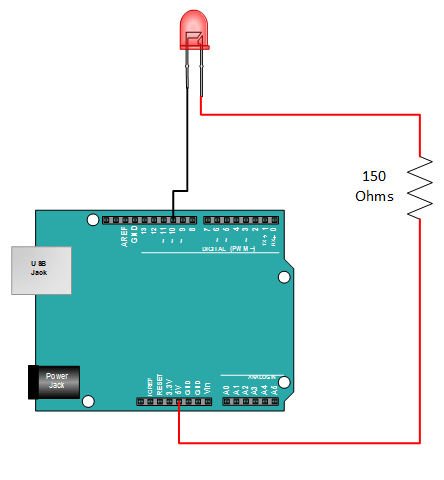 150
Ohms
AREF
GND
13
12
~11
~10
~9
8
7
~6
~5
4
~3
2
TX 1
RX 0
DIGITAL (PWM ~)
USB
Jack
Power
Jack
IOREF
RESET
3.3V
5V
GND
GND
Vin
ANALOG IN
A0
A1
A2
A3
A4
A5